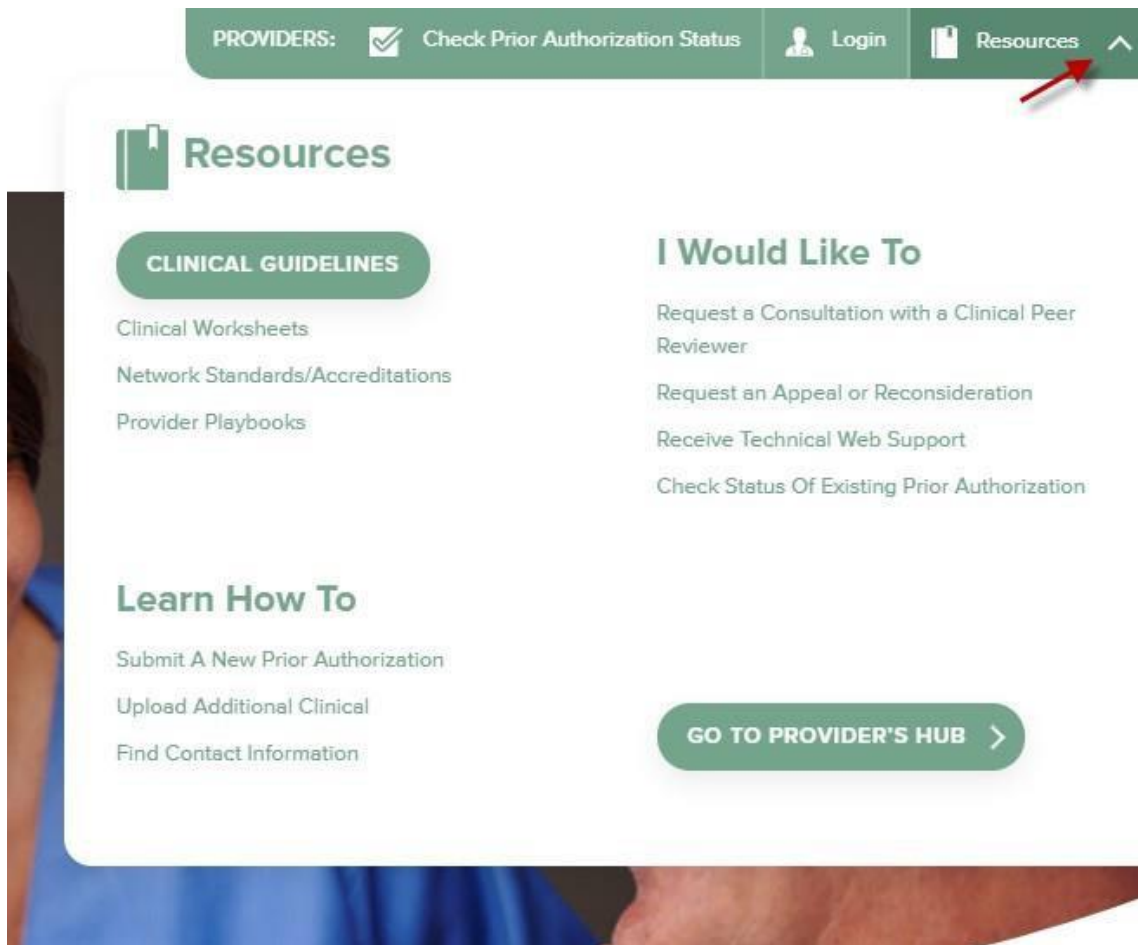 PROVIDERS: Check Prior Authorization Status Login Resources
Resources
CLINICAL GUIDELINES
Clinical Worksheets
Network Standards/Accreditations
Provider Playbooks
I Would Like To
Request a Consultation with a Clinical Peer
Reviewer
Request an Appeal or Reconsideration
Receive Technical Web Support
Check Status Of Existing Prior Authorization
Learn How To
Submit A New Prior Authorization
Upload Additional Clinical
Find Contact Information
GO TO PROVIDER'S HUB